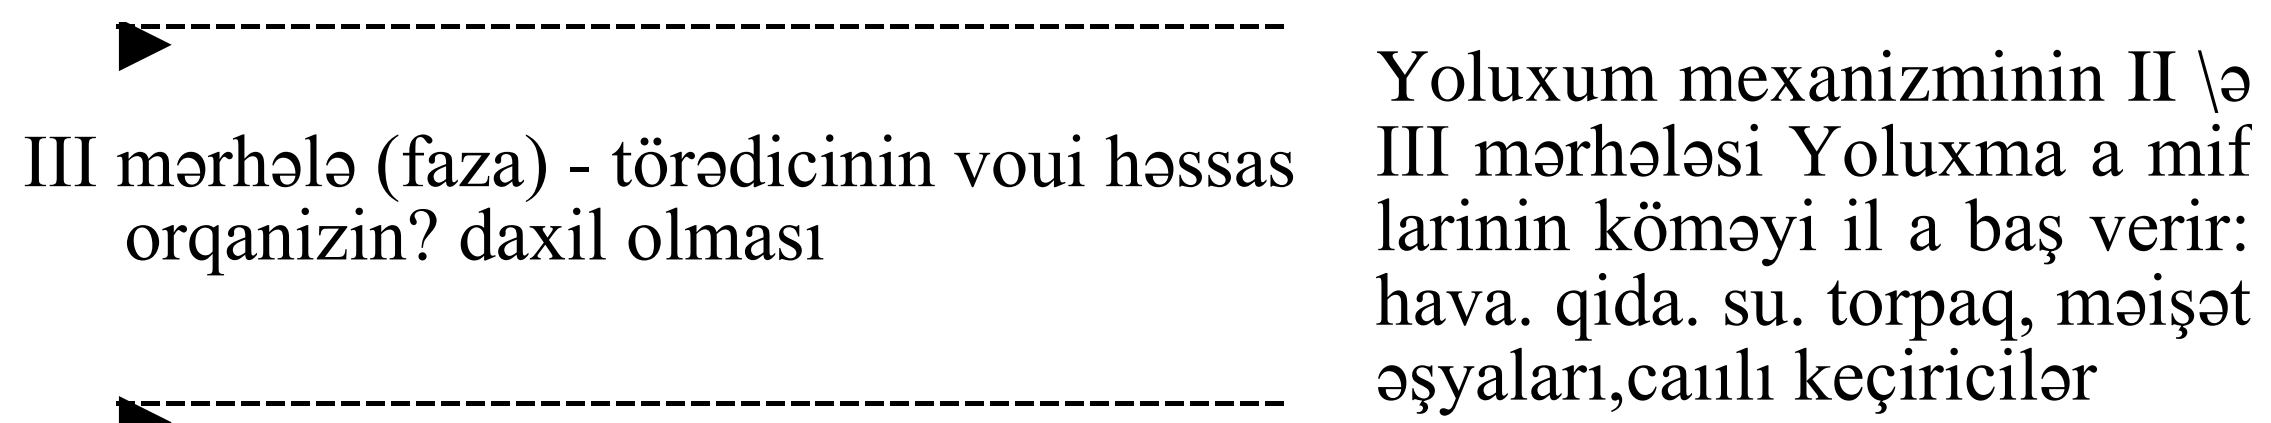 III mərhələ (faza) - törədicinin voui həssas
orqanizin? daxil olması
Yoluxum mexanizminin II \ə
III mərhələsi Yoluxma a mif
larinin köməyi il a baş verir:
hava. qida. su. torpaq, məişət
əşyaları,caıılı keçiricilər